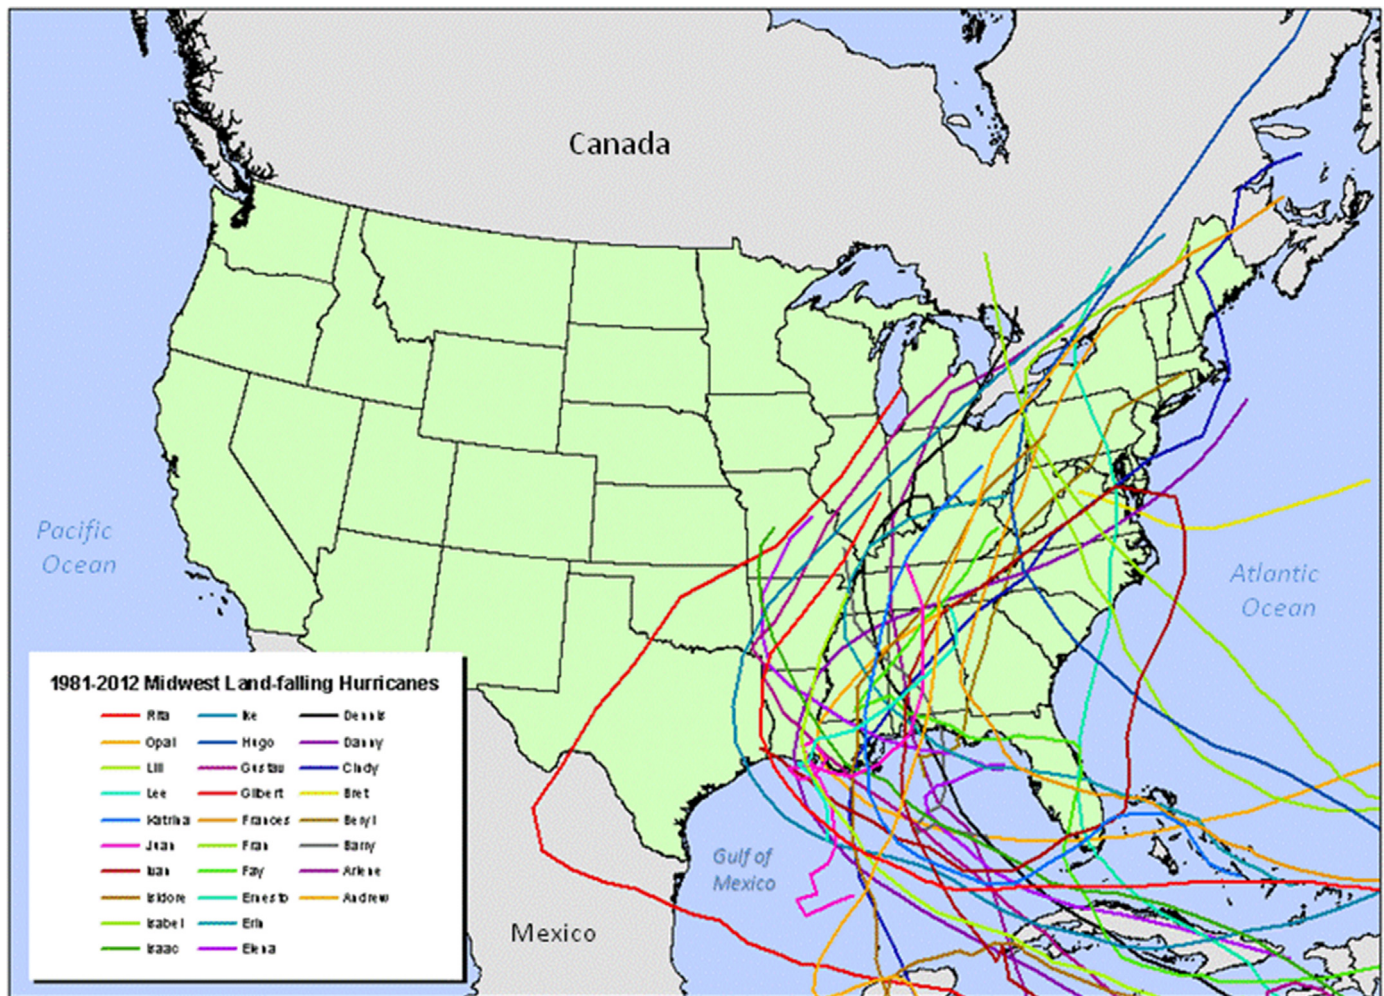 Canada
Pacific
Ocean
Atlantic
Ocean
1981-2012 Midwest Land-falling Hurricanes
Rita Ike Dennis
Opal Hugo Danny
Lili Gustav Cindy
Lee Gilbert Bret
Katrina Frances Beryl
Juan Fran Barry
Ivan Fay Arlene
Isidore Ernesto Andrew
Isabel Erin
Isaac Elena
Gulf of
Mexico
Mexico